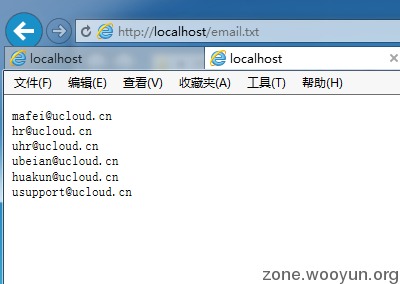 http://localhost/email.txt
localhost
localhost
文件(F) 编辑(E) 查看(V) 收藏夹(A) 工具(T) 帮助(H)
mafei@ucloud.cn
hr@ucloud.cn
uhr@ucloud.cn
ubeian@ucloud.cn
huakun@ucloud.cn
usupport@ucloud.cn
zone.wooyun.org